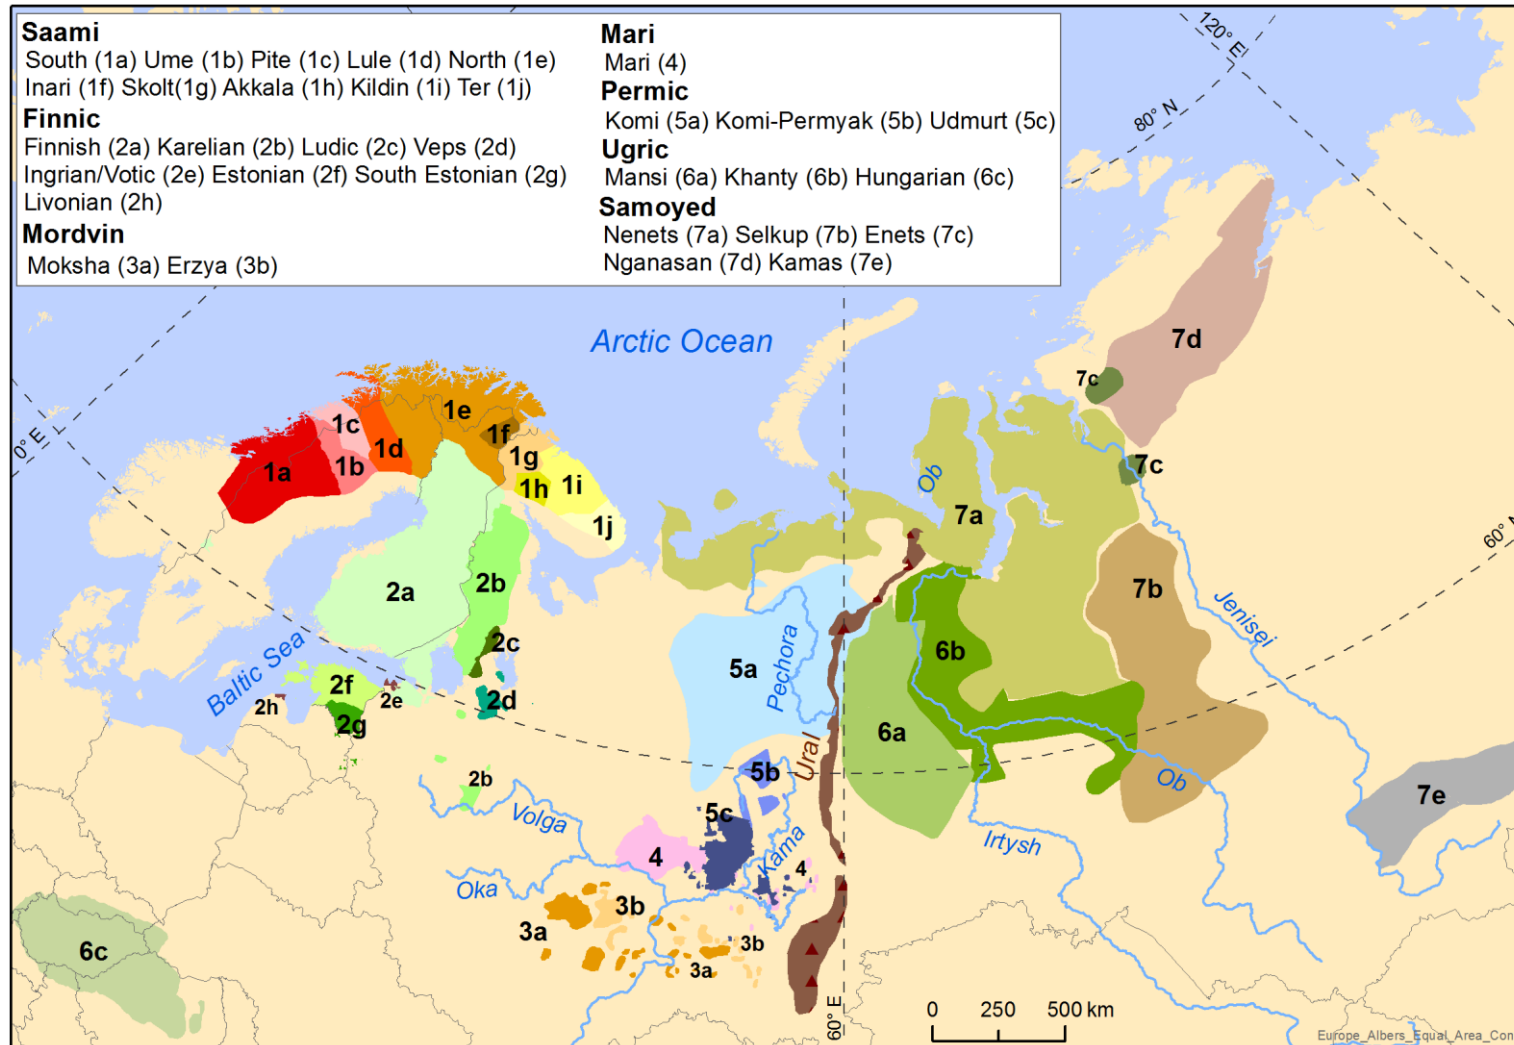 Saami
South (1a) Ume (1b) Pite (1c) Lule (1d) North (1e)
Inari (1f) Skolt(1g) Akkala (1h) Kildin (1i) Ter (1j)
Finnic
Finnish (2a) Karelian (2b) Ludic (2c) Veps (2d)
Ingrian/Votic (2e) Estonian (2f) South Estonian (2g)
Livonian (2h)
Mordvin
Moksha (3a) Erzya (3b)
Mari
Mari (4)
Permic
Komi (5a) Komi-Permyak (5b) Udmurt (5c)
Ugric
Mansi (6a) Khanty (6b) Hungarian (6c)
Samoyed
Nenets (7a) Selkup (7b) Enets (7c)
Nganasan (7d) Kamas (7e)
120° E
80° N
Arctic Ocean
7d
7c
0° E
1c
1e
1f
1d
1g
1a
1b
1h
1i
1j
7c
Ob
7a
60° N
2a
2b
7b
Jenisei
2c
6b
Baltic Sea
5a
Pechora
2f
2h
2e
2d
2g
6a
Ural
5b
2b
Ob
7e
Volga
5c
Irtysh
Kama
4
4
Oka
3b
3a
3b
3a
6c
60° E
0 250 500 km
Europe_Albers_Equal_Area_Con